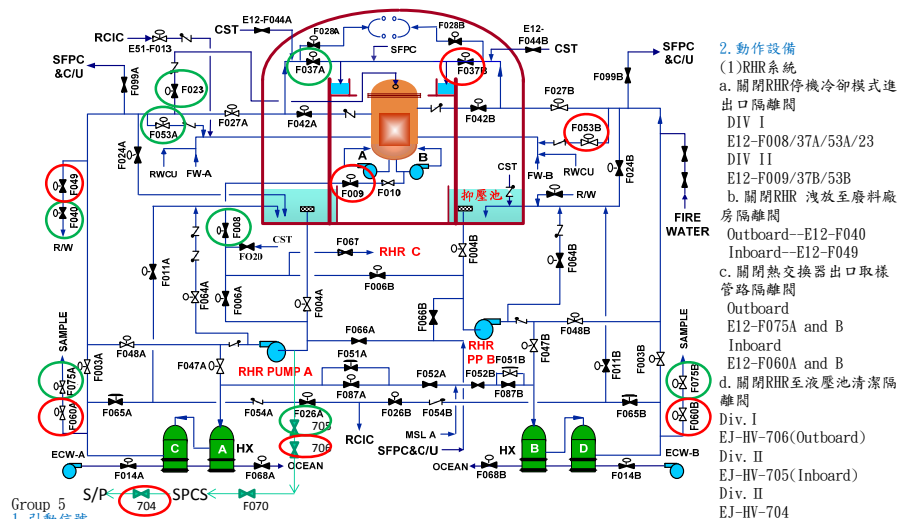 RCIC
E51-F013
CST
E12-F044A
F028A
F028B
E12-
F044B
CST
SFPC
&C/U
F099A
F023
F037A
SFPC
F037B
F099B
SFPC
&C/U
F053A
F027A
F042A
F042B
F027B
F053B
F024A
RWCU
FW-A
A
B
F009
F010
CST
FW-B
RWCU
R/W
F024B
F049
F040
R/W
抑壓池
FIRE
WATER
F008
CST
FO20
F011A
F064A
F006A
F004A
F067
RHR C
F006B
F004B
F064B
F066A
F066B
SAMPLE
F003A
F048A
F047A
RHR PUMP A
F051A
F052A
F087A
RHR
PP B
F052B
F051B
F087B
F047B
F048B
F011B
F003B
SAMPLE
F075A
F060A
F065A
F054A
F026A
F026B
F054B
F065B
F075B
F060B
705
706
RCIC
MSL A
SFPC&C/U
C
A
HX
HX
B
D
ECW-A
F014A
F068A
OCEAN
OCEAN
F068B
F014B
ECW-B
S/P
704
SPCS
F070
Group 5
1.引動信號
2.動作設備
(1)RHR系統
a.關閉RHR停機冷卻模式進
出口隔離閥
DIV I
E12-F008/37A/53A/23
DIV II
E12-F009/37B/53B
b.關閉RHR 洩放至廢料廠
房隔離閥
Outboard--E12-F040
Inboard--E12-F049
c.關閉熱交換器出口取樣
管路隔離閥
Outboard
E12-F075A and B
Inboard
E12-F060A and B
d.關閉RHR至液壓池清潔隔
離閥
Div.I
EJ-HV-706(Outboard)
Div.Ⅱ
EJ-HV-705(Inboard)
Div.Ⅱ
EJ-HV-704